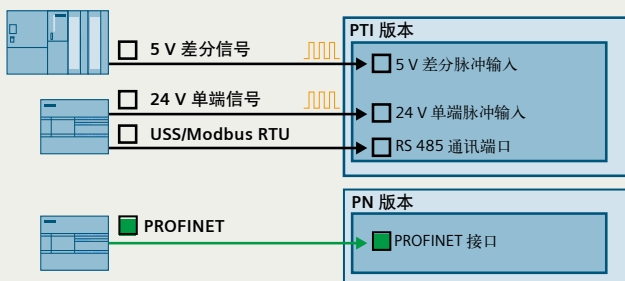 PTI 版本
5 V 差分信号
5 V 差分脉冲输入
24 V 单端信号
24 V 单端脉冲输入
USS/Modbus RTU
RS 485 通讯端口
PN 版本
PROFINET
PROFINET 接口